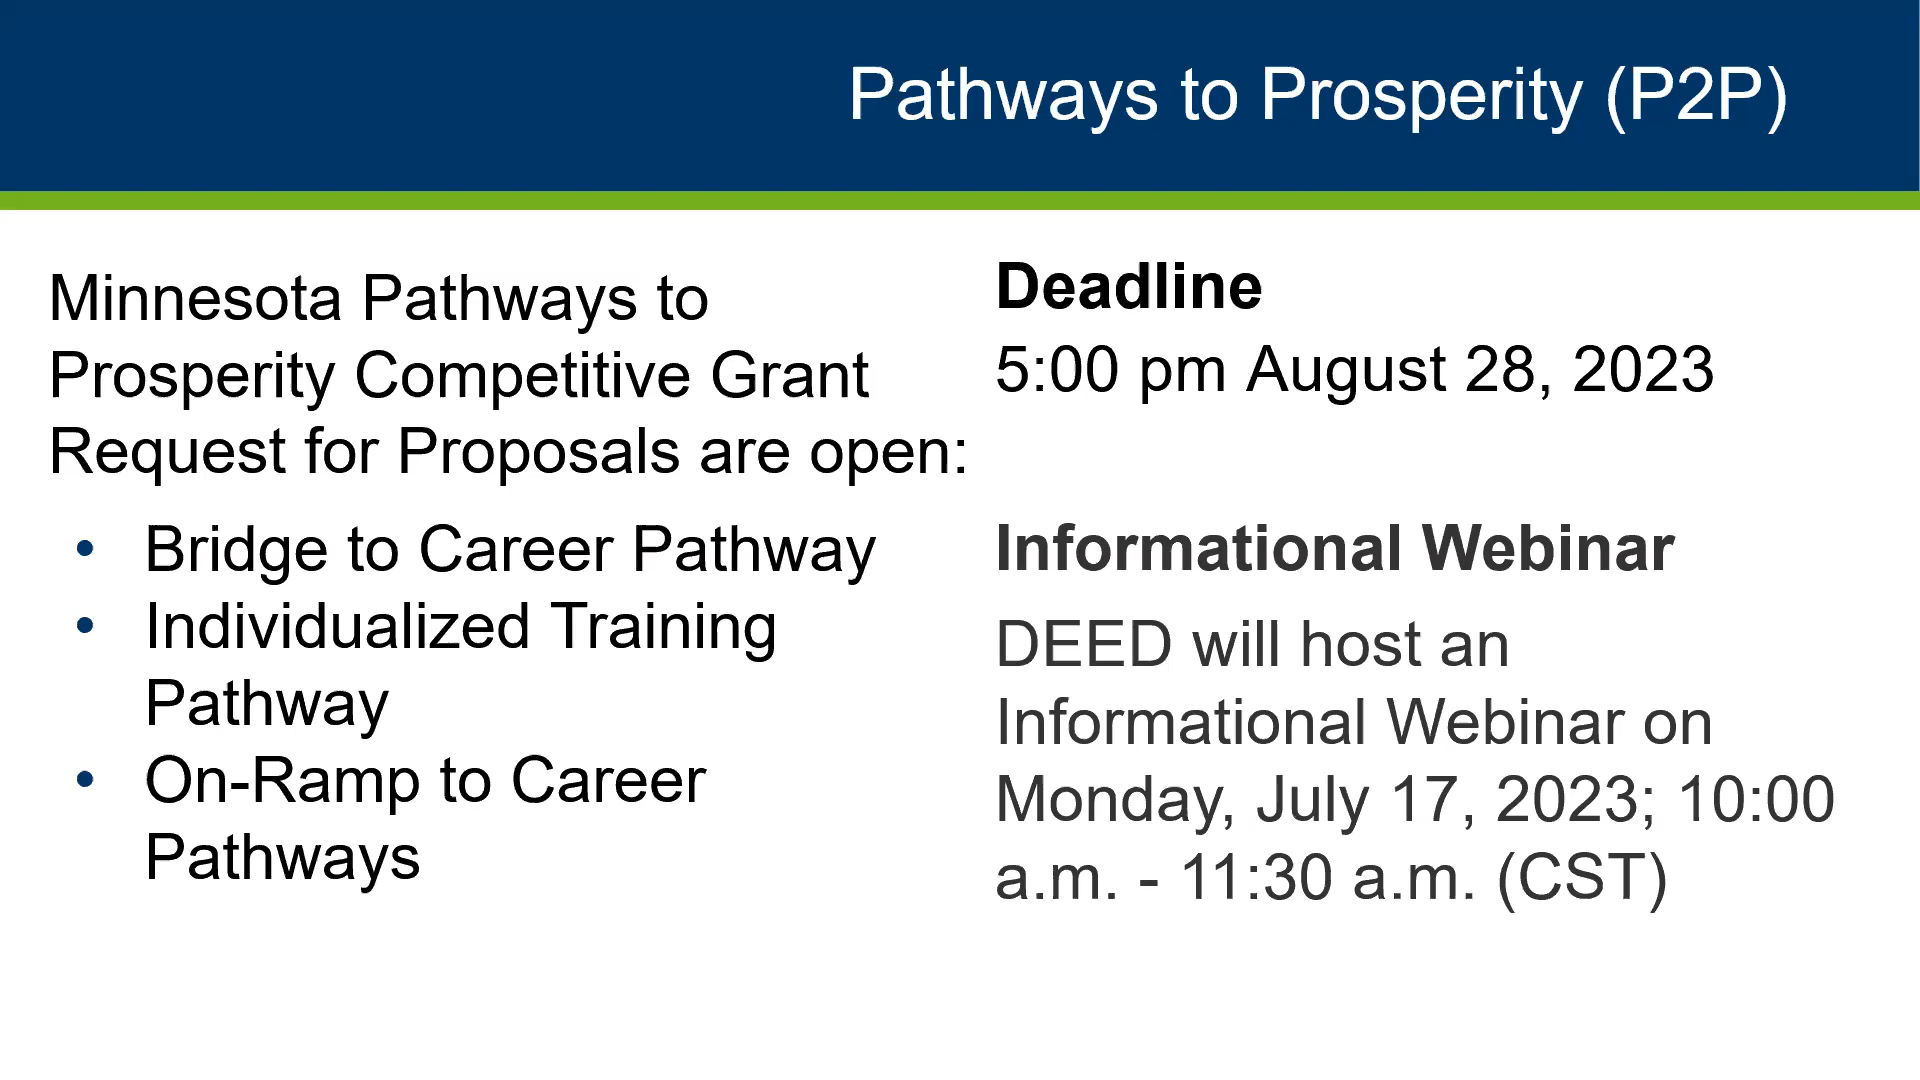 Pathways to Prosperity (P2P)
Minnesota Pathways to
Prosperity Competitive Grant
Request for Proposals are open:
• Bridge to Career Pathway
• Individualized Training
Pathway
• On-Ramp to Career
Pathways
Deadline
5:00 pm August 28, 2023
Informational Webinar
DEED will host an
Informational Webinar on
Monday, July 17, 2023; 10:00
a.m. - 11:30 a.m. (CST)